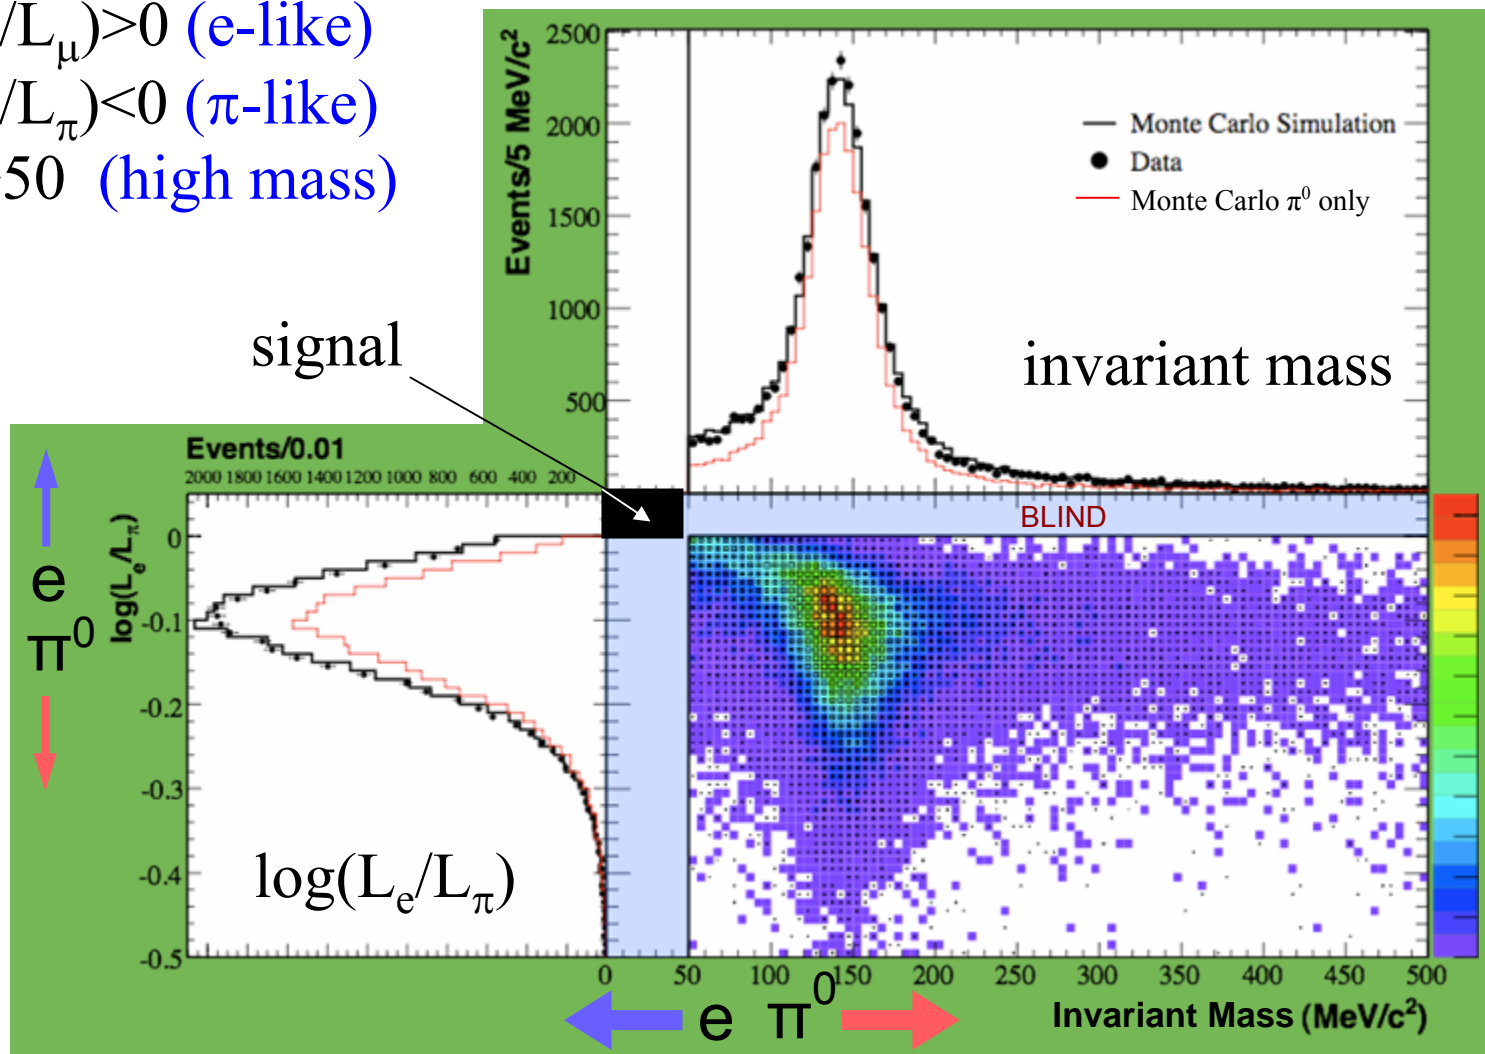 /Lμ)>0 (e-like)
/Lπ)<0 (π-like)
50 (high mass)
signal
2500
2000
1500
1000
500
Events/5 MeV/c²
Monte Carlo Simulation
Data
Monte Carlo π⁰ only
invariant mass
Events/0.01
2000 1800 1600 1400 1200 1000 800 600 400 200
BLIND
e
π⁰
log(Le/Lπ)
0
-0.1
-0.2
-0.3
-0.4
-0.5
log(Le/Lπ)
0 50 100 150 200 250 300 350 400 450 500
e π⁰
Invariant Mass (MeV/c²)